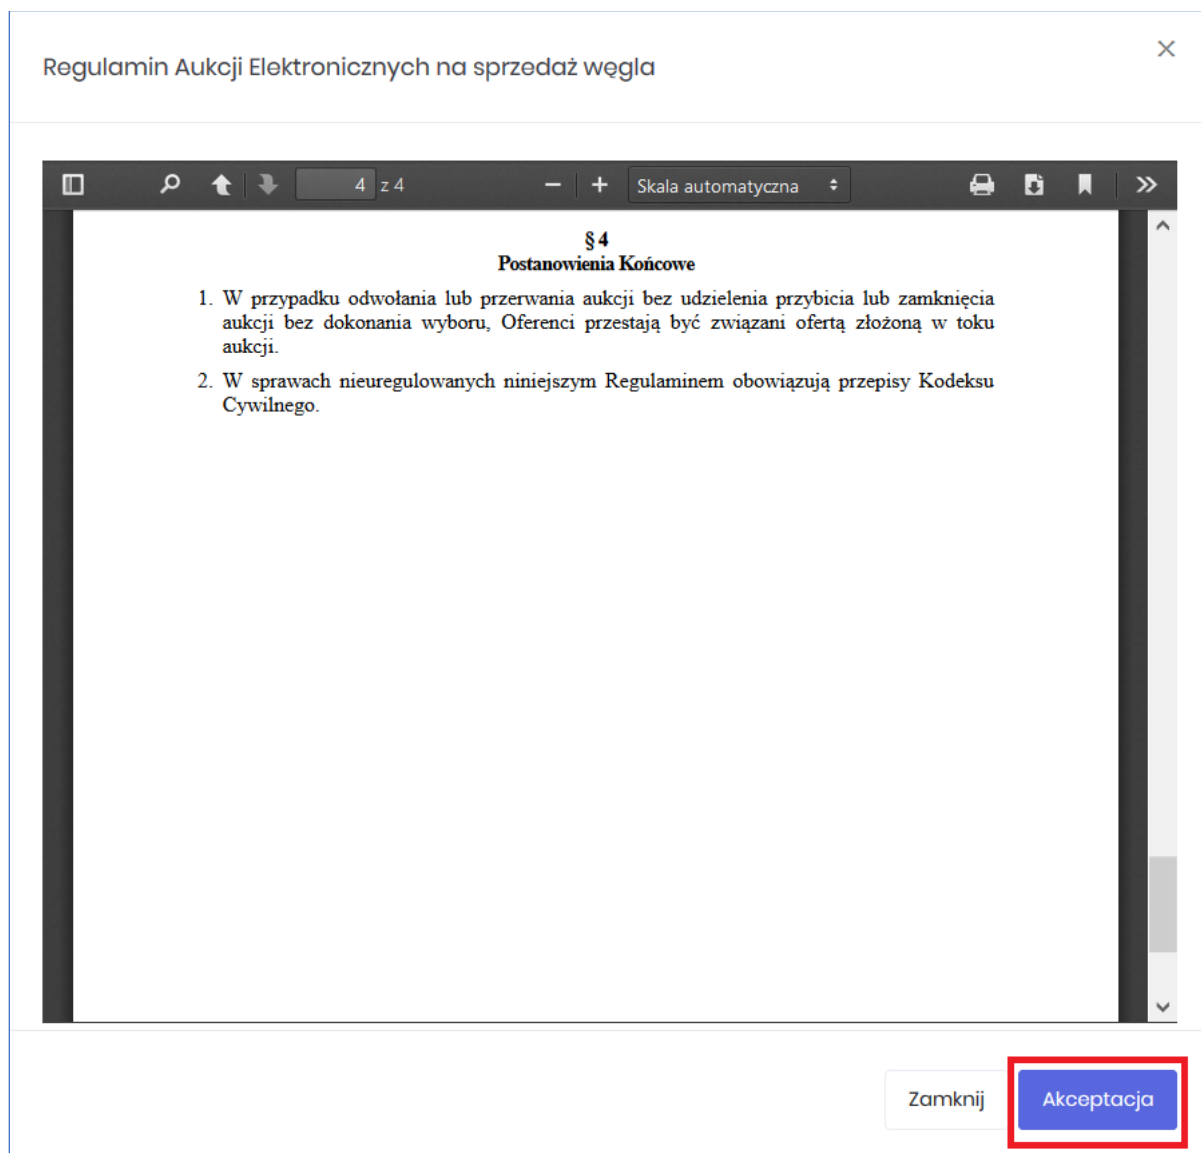 Regulamin Aukcji Elektronicznych na sprzedaż węgla
4 z 4
Skala automatyczna
§ 4
Postanowienia Końcowe
1. W przypadku odwołania lub przerwania aukcji bez udzielenia przybicia lub zamknięcia
aukcji bez dokonania wyboru, Oferenci przestają być związani ofertą złożoną w toku
aukcji.
2. W sprawach nieuregulowanych niniejszym Regulaminem obowiązują przepisy Kodeksu
Cywilnego.
Zamknij
Akceptacja